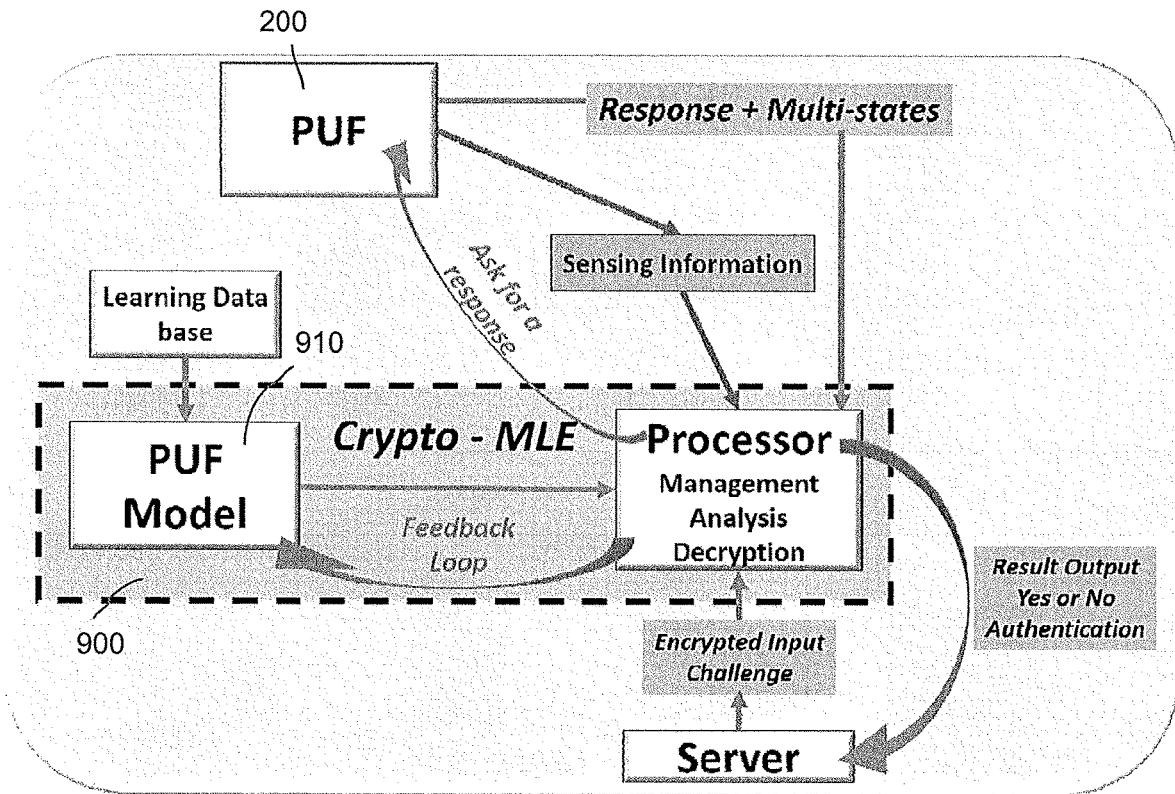 200
PUF
Response + Multi-states
Ask for a
response
Sensing Information
Learning Data
base
910
PUF
Model
Crypto - MLE
Processor
Management
Analysis
Decryption
Feedback
Loop
900
Encrypted Input
Challenge
Result Output
Yes or No
Authentication
Server